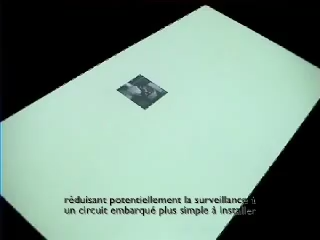 réduisant potentiellement la surveillance à
un circuit embarqué plus simple à installer